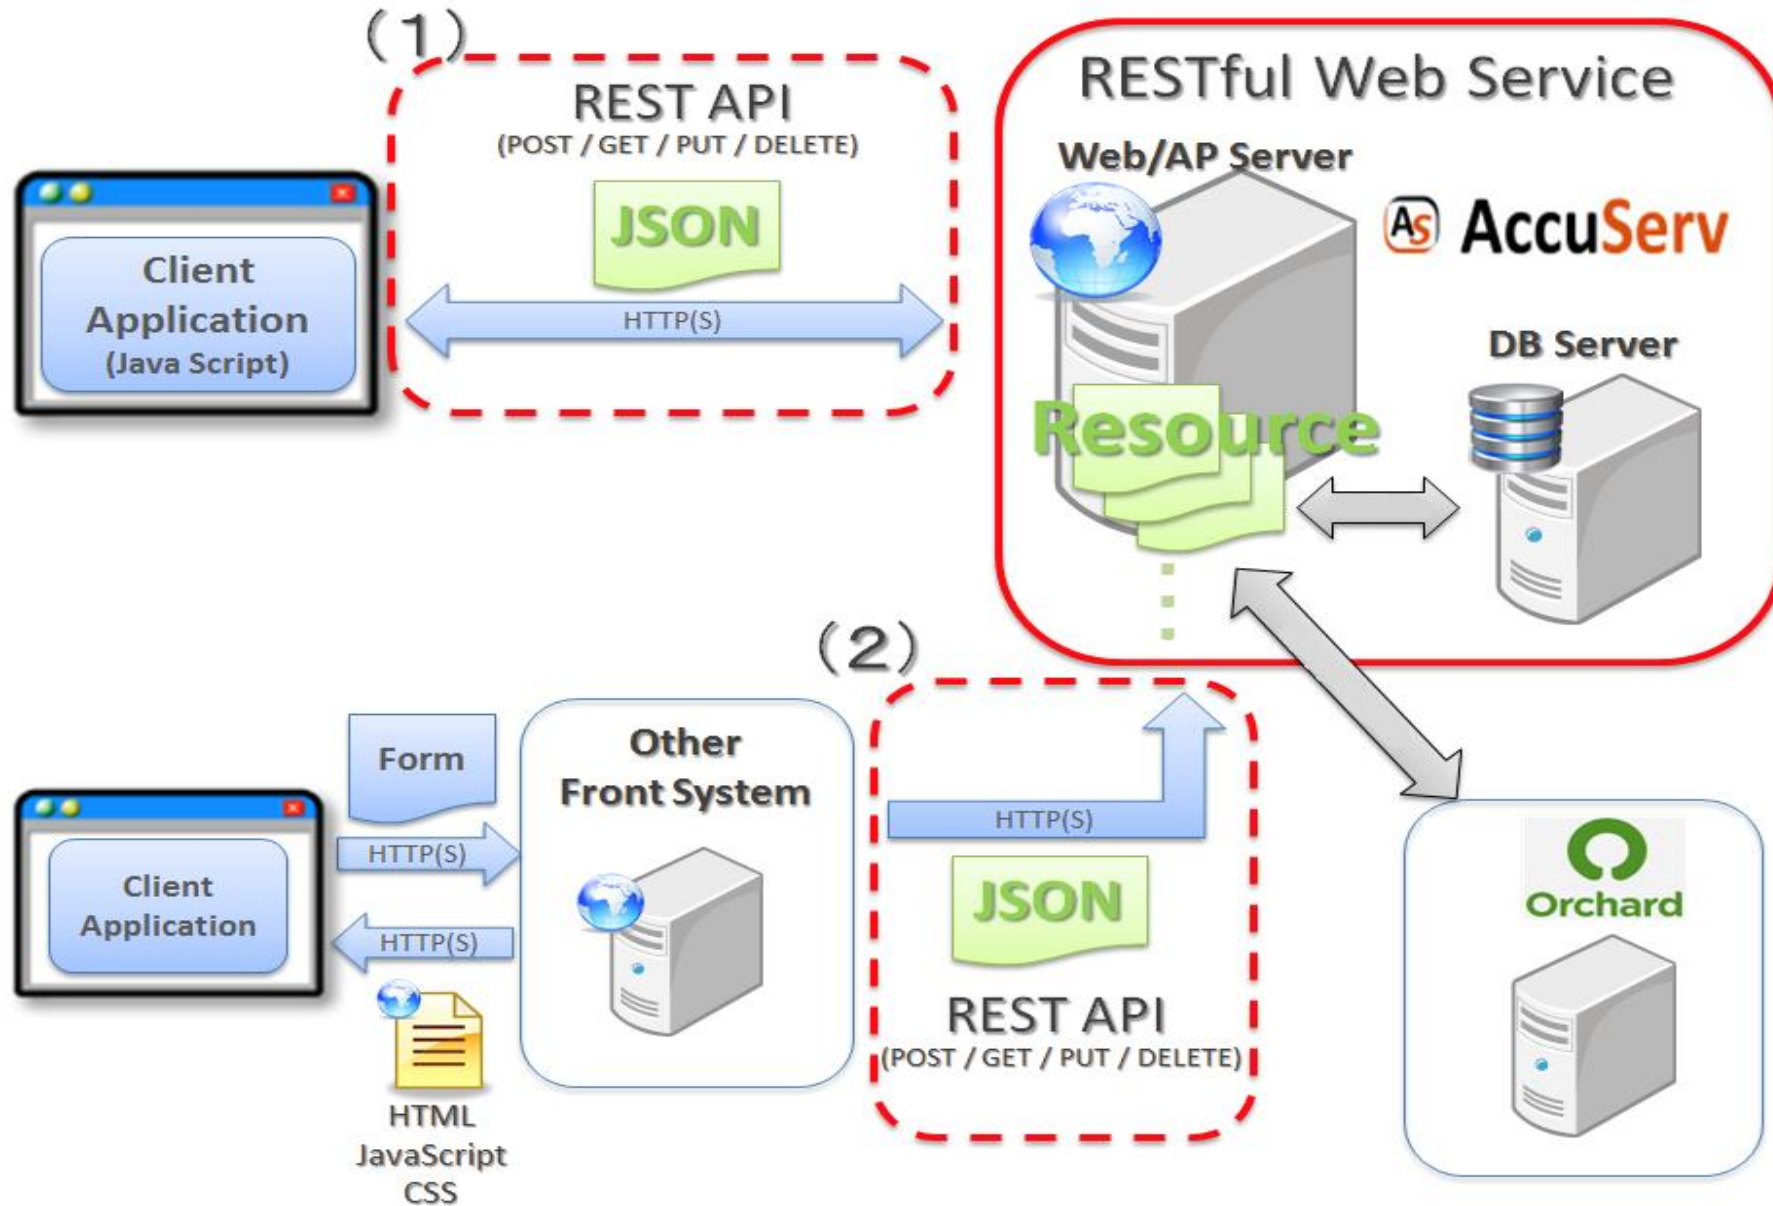 （1）
REST API
(POST / GET / PUT / DELETE)
JSON
HTTP(S)
Client
Application
(Java Script)
RESTful Web Service
Web/AP Server
AS AccuServ
DB Server
Resource
（2）
Form
HTTP(S)
HTTP(S)
Client
Application
HTML
JavaScript
CSS
Other
Front System
HTTP(S)
JSON
REST API
(POST / GET / PUT / DELETE)
Orchard